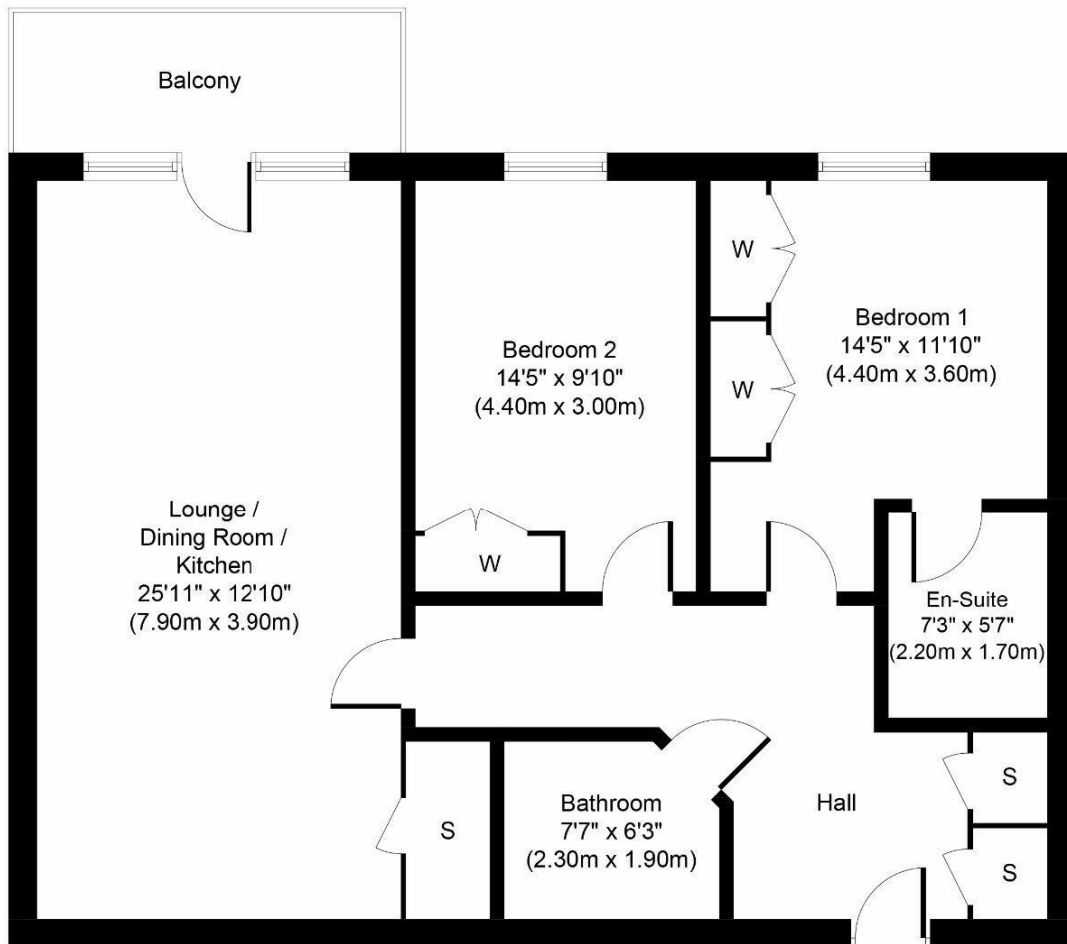 Balcony
W
Bedroom 1
14'5" x 11'10"
(4.40m x 3.60m)
Bedroom 2
14'5" x 9'10"
(4.40m x 3.00m)
W
Lounge /
Dining Room /
Kitchen
25'11" x 12'10"
(7.90m x 3.90m)
W
En-Suite
7'3" x 5'7"
(2.20m x 1.70m)
S
Bathroom
7'7" x 6'3"
(2.30m x 1.90m)
Hall
S
S